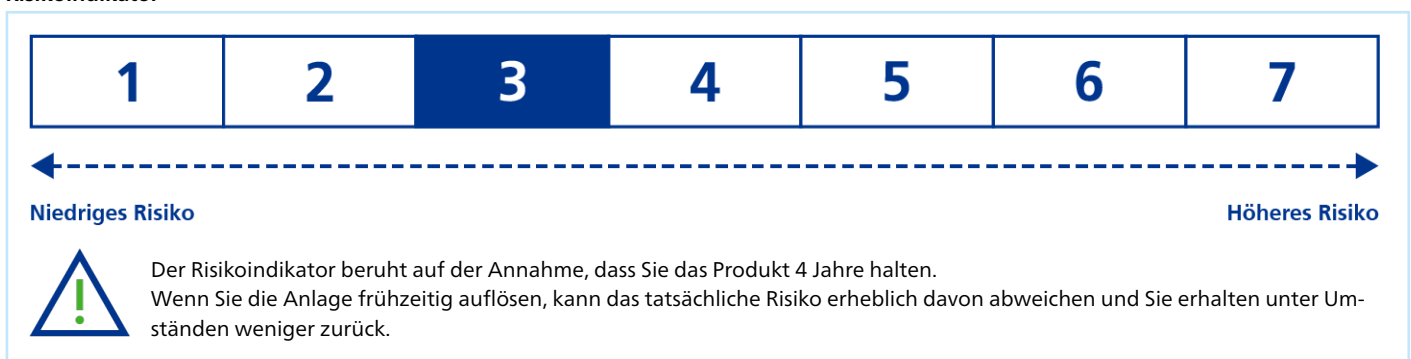 Risikoindikator
1 2 3 4 5 6 7
Niedriges Risiko Höheres Risiko
Der Risikoindikator beruht auf der Annahme, dass Sie das Produkt 4 Jahre halten.
Wenn Sie die Anlage frühzeitig auflösen, kann das tatsächliche Risiko erheblich davon abweichen und Sie erhalten unter Um-
ständen weniger zurück.